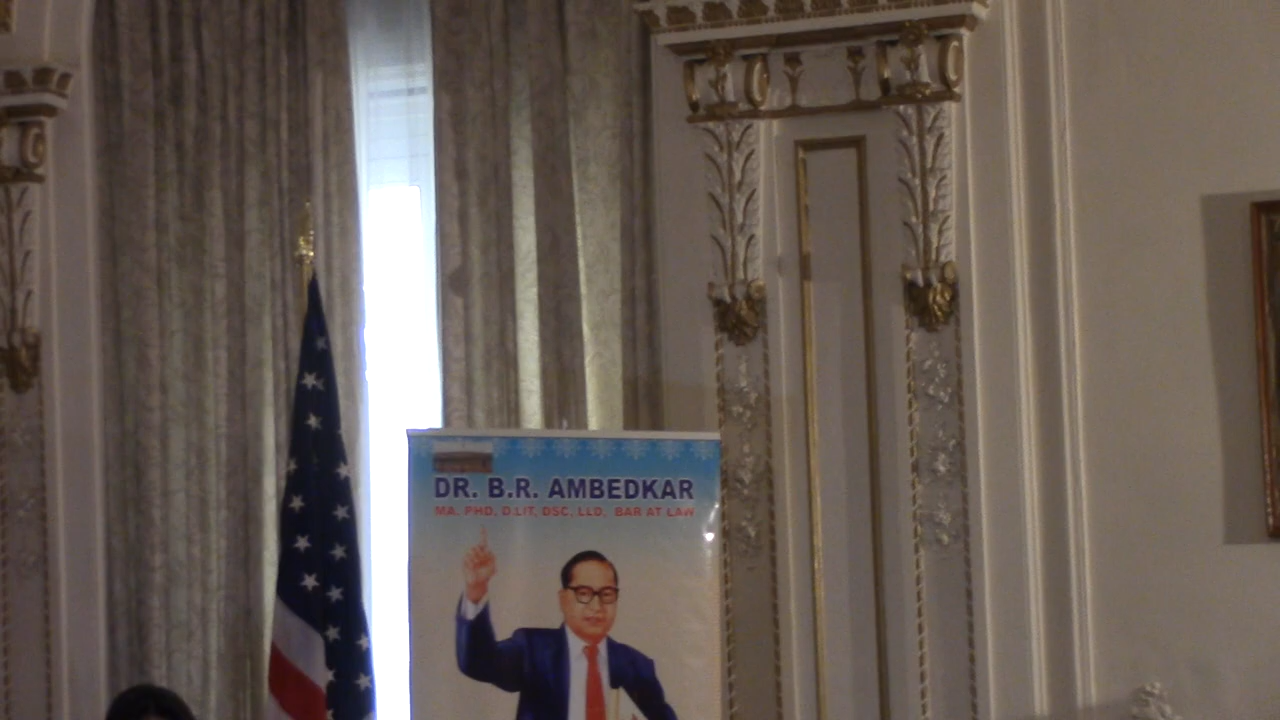 DR. B.R. AMBEDKAR
MA, PHD, D.LIT, DSC, LLD, BAR AT LAW